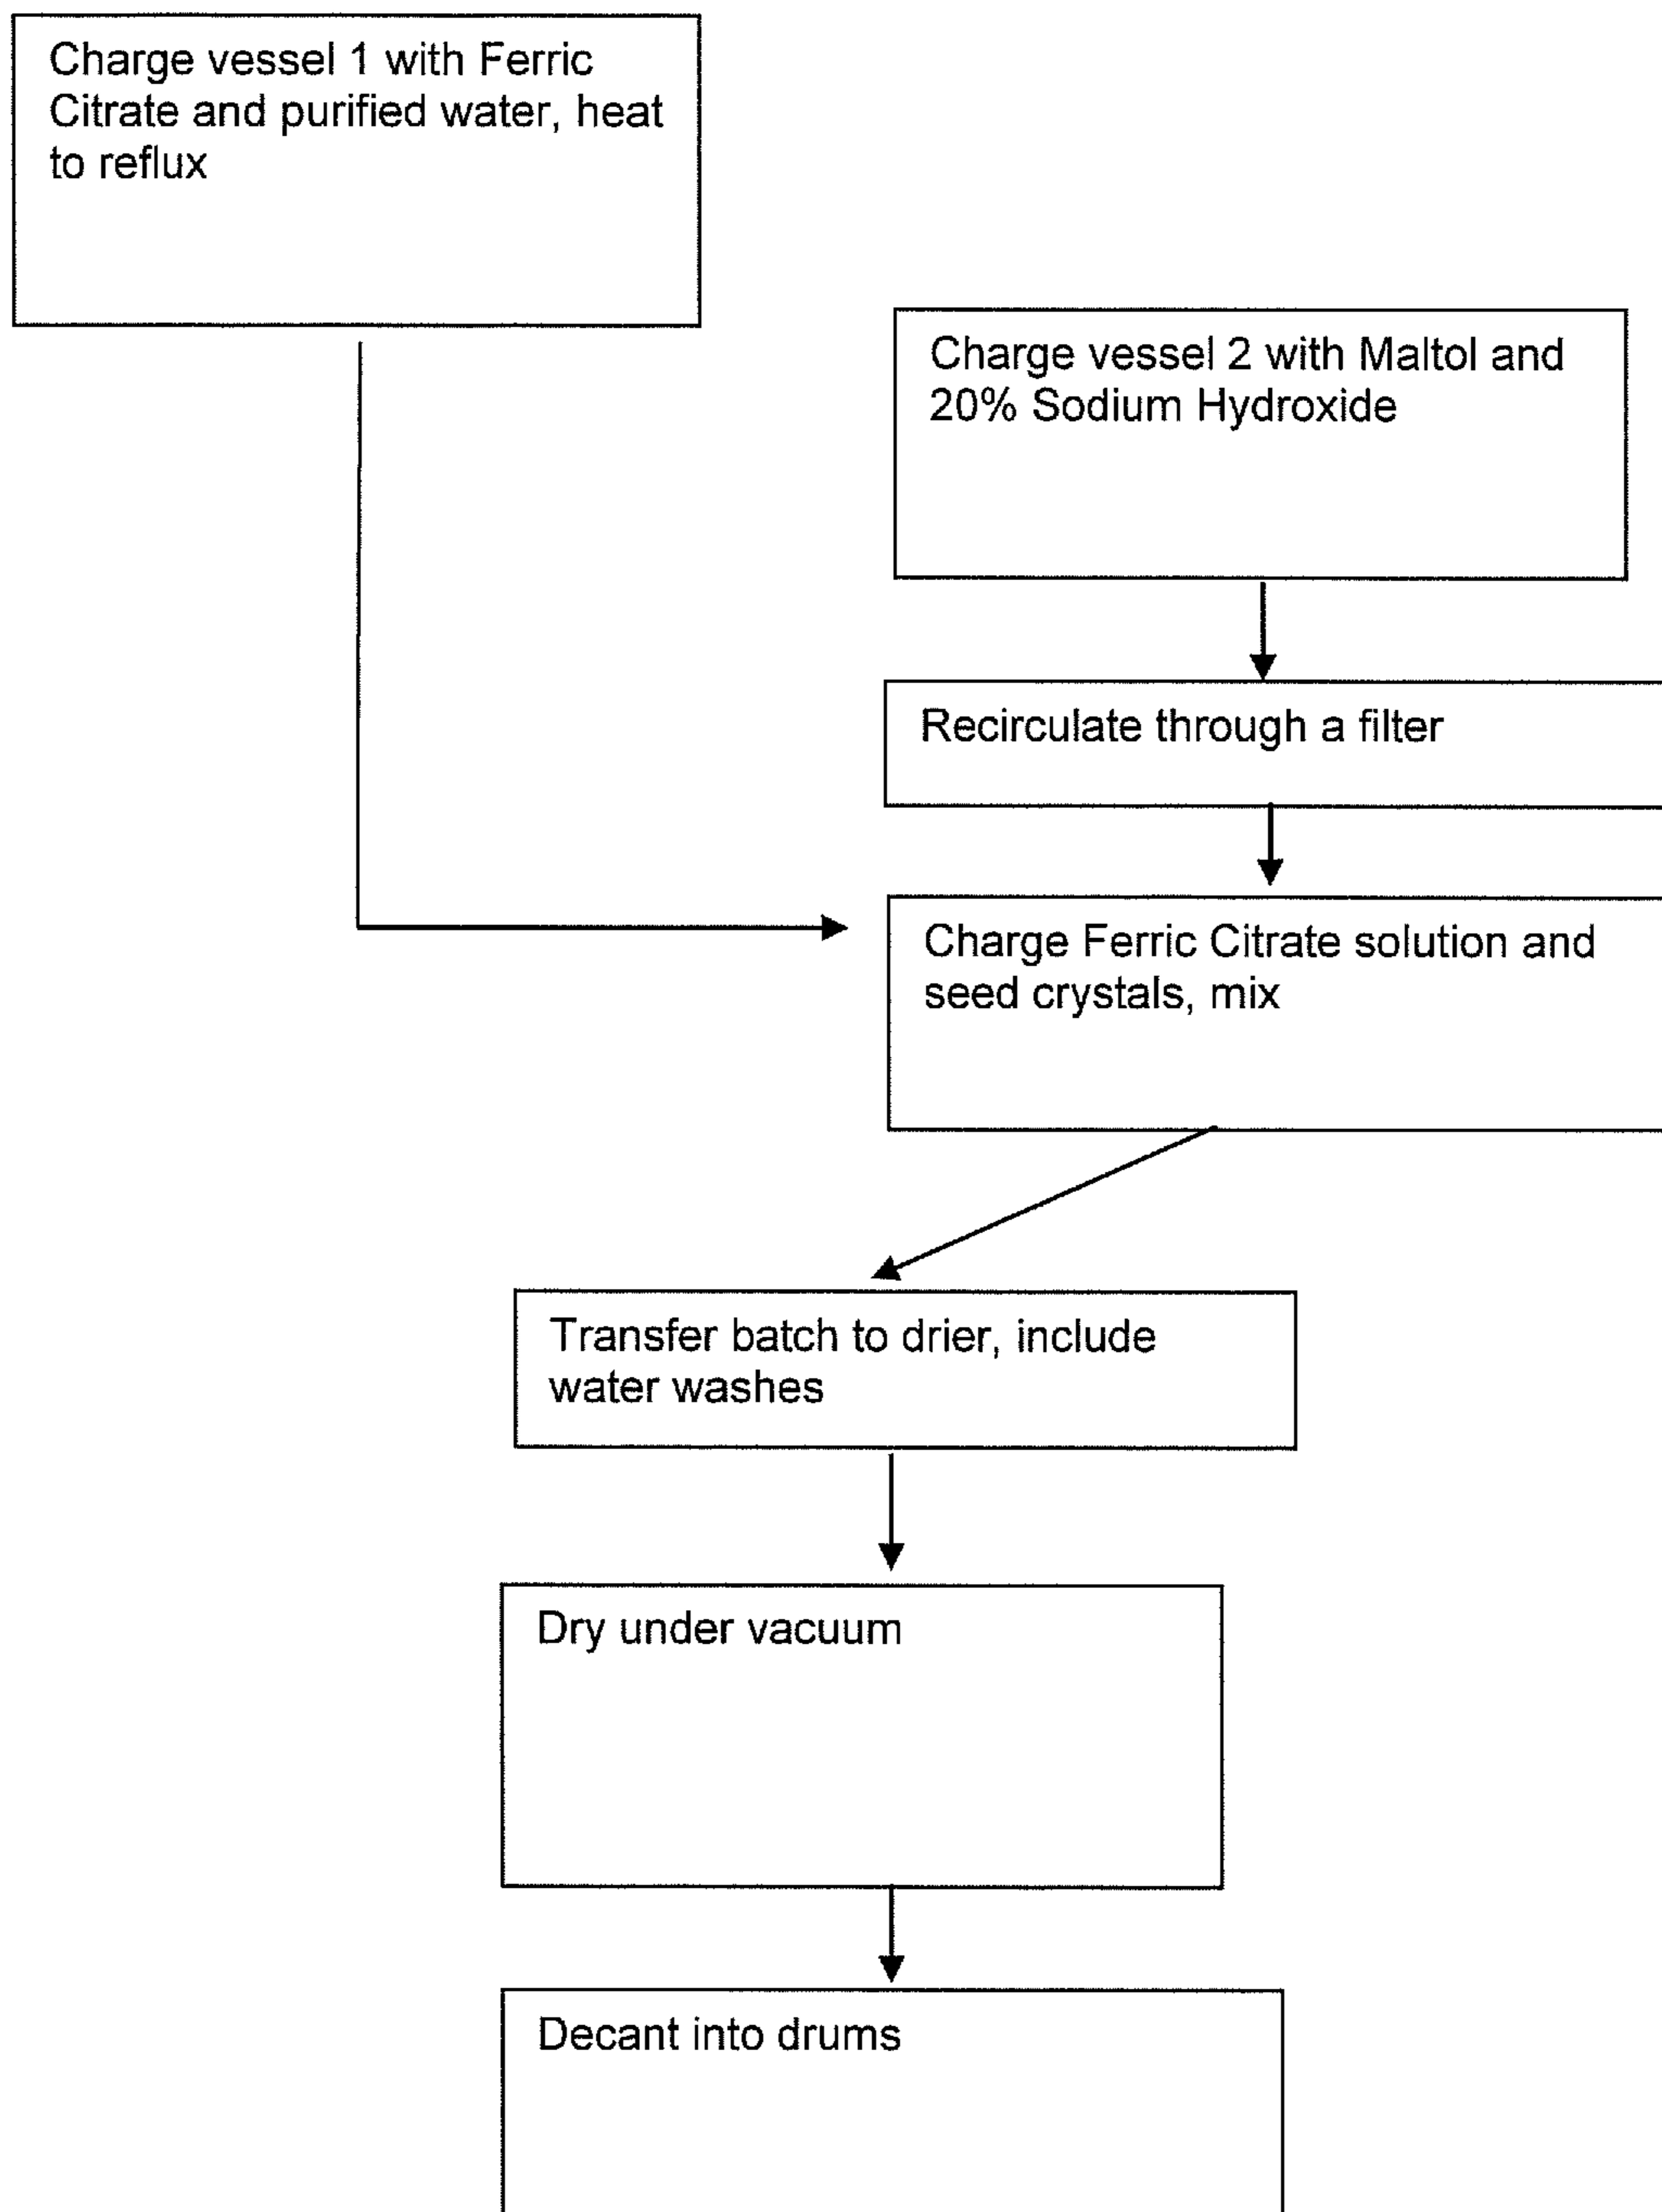 Charge vessel 1 with Ferric
Citrate and purified water, heat
to reflux
Charge vessel 2 with Maltol and
20% Sodium Hydroxide
Recirculate through a filter
Charge Ferric Citrate solution and
seed crystals, mix
Transfer batch to drier, include
water washes
Dry under vacuum
Decant into drums